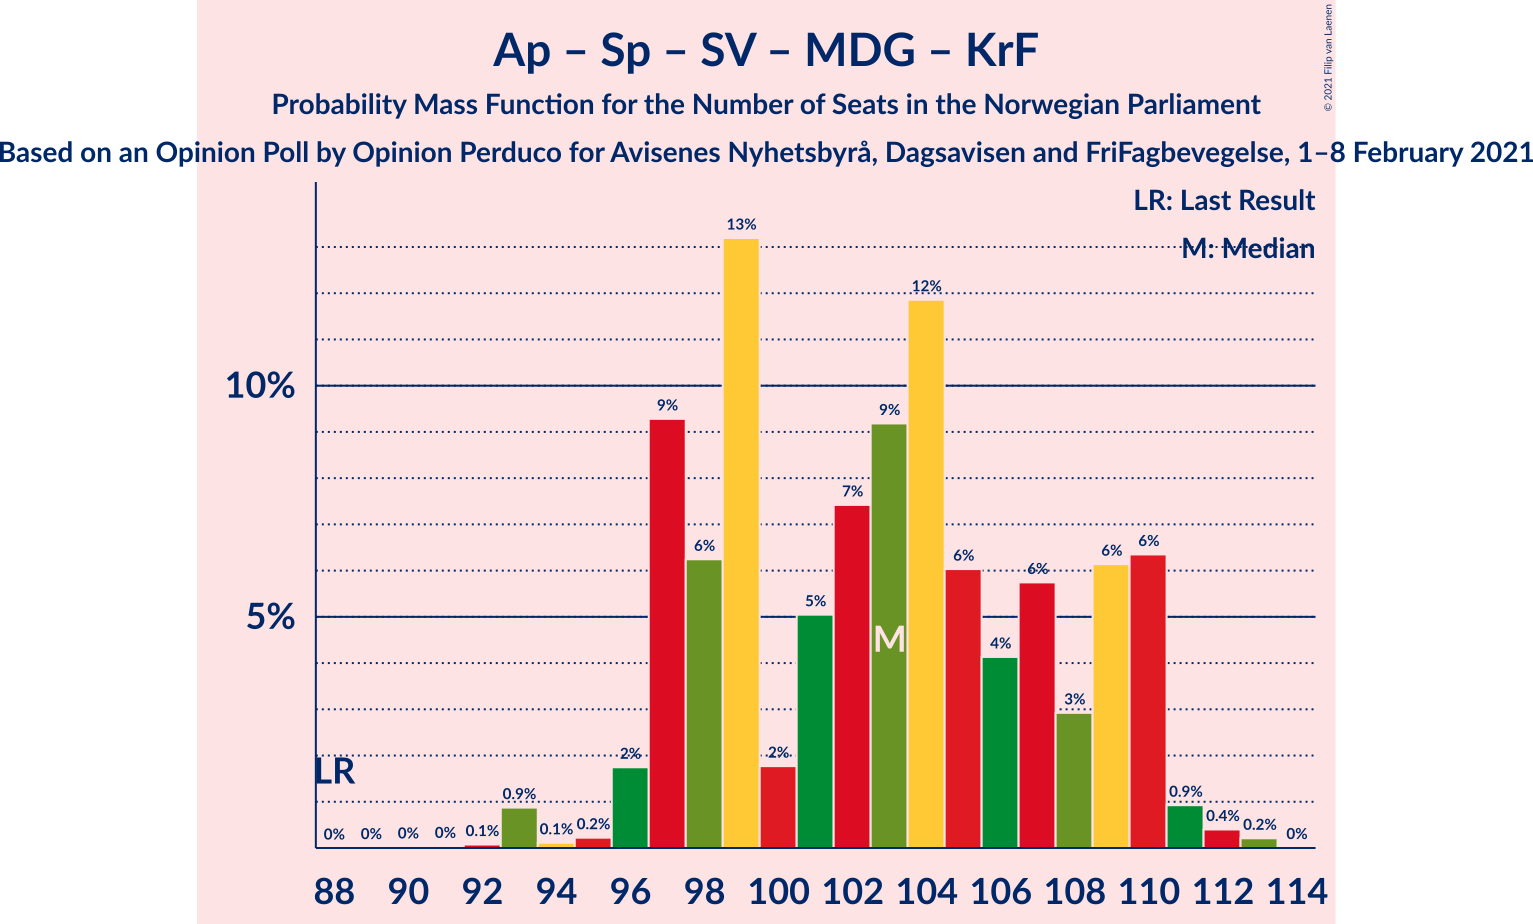 Ap – Sp – SV – MDG – KrF
Probability Mass Function for the Number of Seats in the Norwegian Parliament
Based on an Opinion Poll by Opinion Perduco for Avisenes Nyhetsbyrå, Dagsavisen and FriFagbevegelse, 1–8 February 2021
© 2021 Filip van Laenen
LR: Last Result
M: Median
10%
5%
LR
M
0% 0% 0% 0% 0.1% 0.9% 0.1% 0.2% 2% 9% 6% 13% 2% 5% 7% 9% 12% 6% 4% 6% 3% 6% 6% 0.9% 0.4% 0.2% 0%
88 90 92 94 96 98 100 102 104 106 108 110 112 114